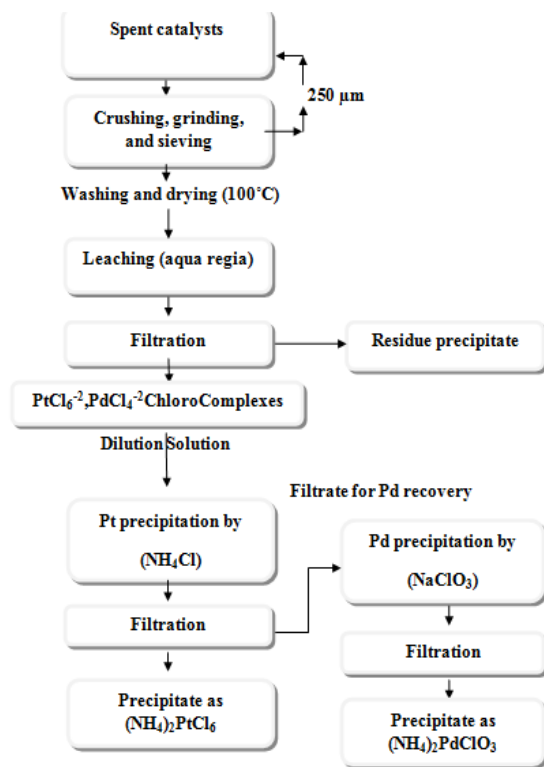 Spent catalysts
250 µm
Crushing, grinding,
and sieving
Washing and drying (100˚C)
Leaching (aqua regia)
Filtration
Residue precipitate
PtCl₆⁻²,PdCl₄⁻²ChloroComplexes
Dilution Solution
Filtrate for Pd recovery
Pt precipitation by
(NH₄Cl)
Filtration
Precipitate as
(NH₄)₂PtCl₆
Pd precipitation by
(NaClO₃)
Filtration
Precipitate as
(NH₄)₂PdClO₃